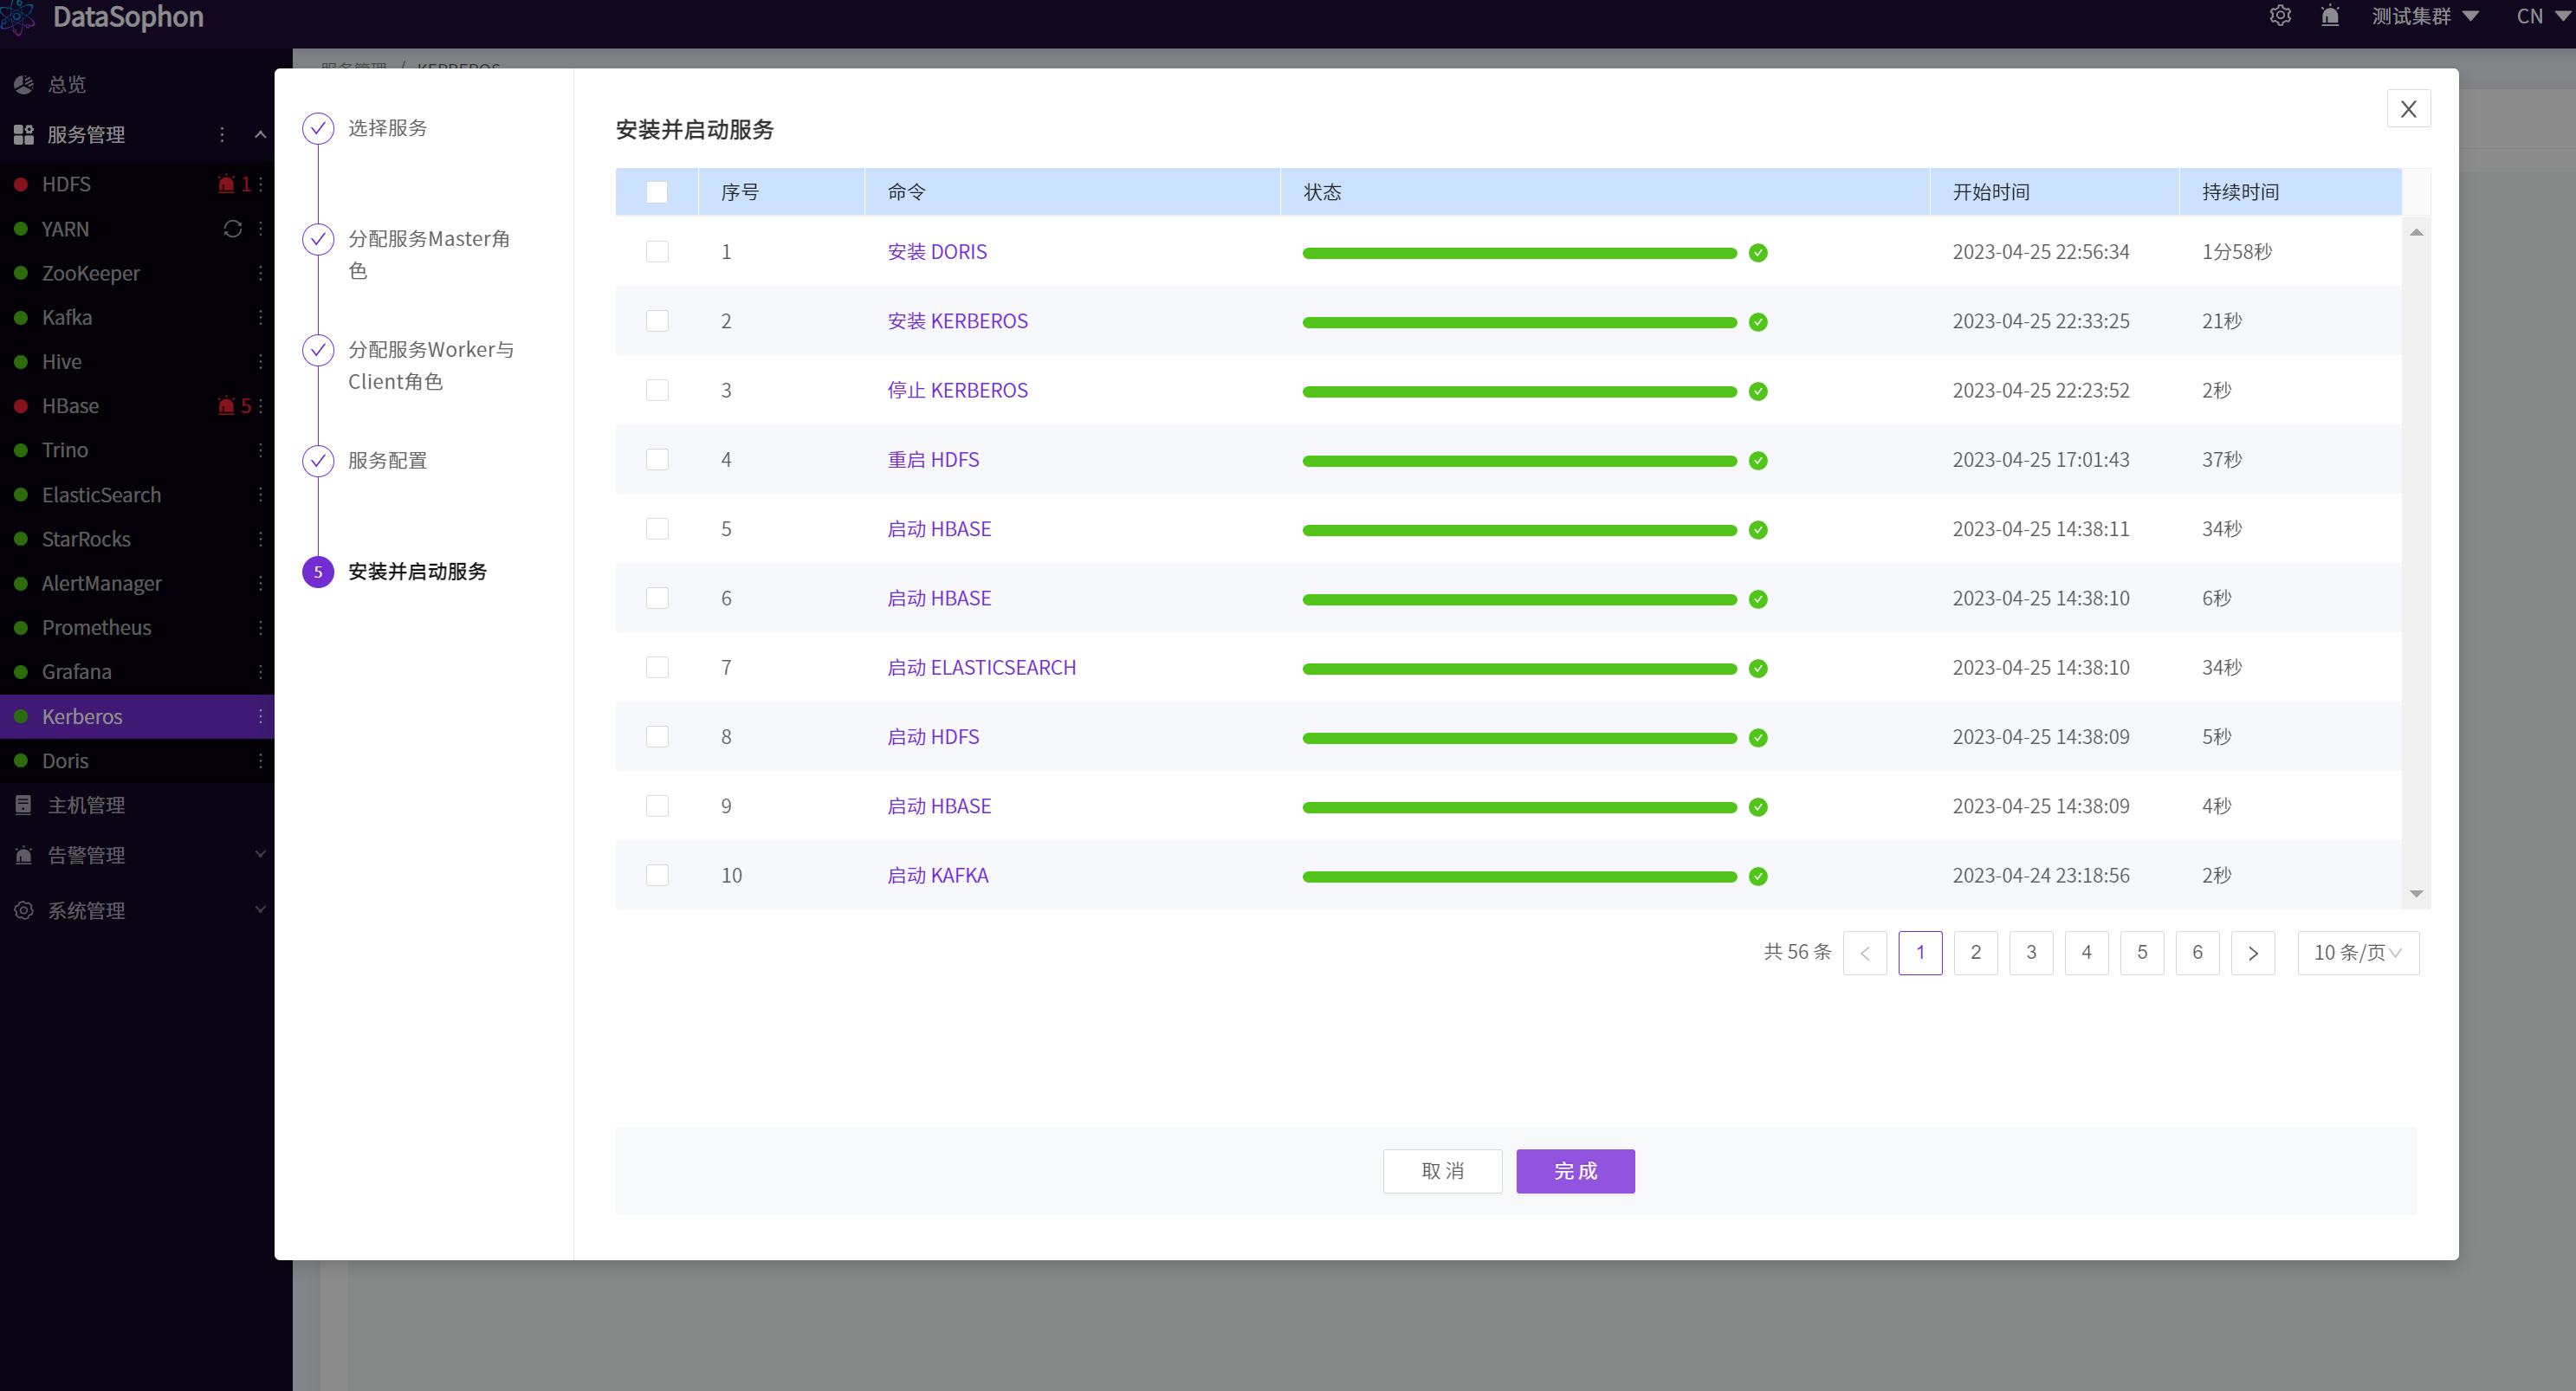 DataSophon
测试集群
CN
总览
服务管理
HDFS 1
YARN
ZooKeeper
Kafka
Hive
HBase 5
Trino
ElasticSearch
StarRocks
AlertManager
Prometheus
Grafana
Kerberos
Doris
主机管理
告警管理
系统管理
服务管理 / KERBEROS
选择服务
分配服务Master角
色
分配服务Worker与
Client角色
服务配置
5 安装并启动服务
安装并启动服务
X
序号 命令 状态 开始时间 持续时间
1 安装 DORIS 2023-04-25 22:56:34 1分58秒
2 安装 KERBEROS 2023-04-25 22:33:25 21秒
3 停止 KERBEROS 2023-04-25 22:23:52 2秒
4 重启 HDFS 2023-04-25 17:01:43 37秒
5 启动 HBASE 2023-04-25 14:38:11 34秒
6 启动 HBASE 2023-04-25 14:38:10 6秒
7 启动 ELASTICSEARCH 2023-04-25 14:38:10 34秒
8 启动 HDFS 2023-04-25 14:38:09 5秒
9 启动 HBASE 2023-04-25 14:38:09 4秒
10 启动 KAFKA 2023-04-24 23:18:56 2秒
共 56 条 < 1 2 3 4 5 6 > 10 条/页
取 消 完 成